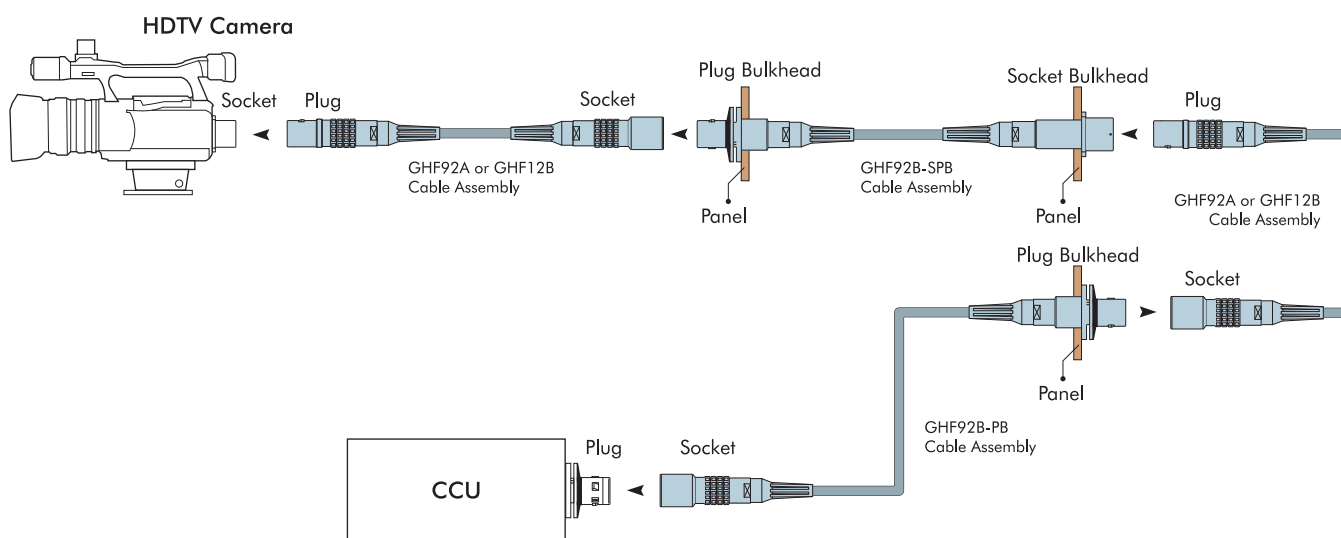 HDTV Camera
Socket
Plug
Socket
Plug Bulkhead
Socket Bulkhead
Plug
GHF92A or GHF12B
Cable Assembly
GHF92B-SPB
Cable Assembly
GHF92A or GHF12B
Cable Assembly
Panel
Panel
Plug Bulkhead
Socket
Panel
GHF92B-PB
Cable Assembly
Plug
Socket
CCU